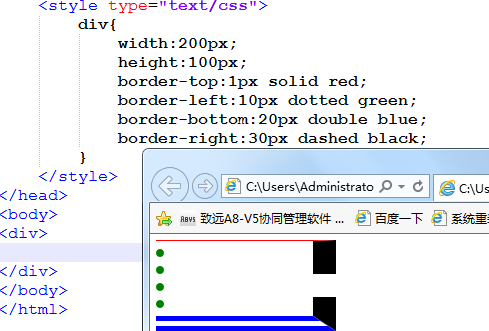 <style type="text/css">
div{
width:200px;
height:100px;
border-top:1px solid red;
border-left:10px dotted green;
border-bottom:20px double blue;
border-right:30px dashed black;
}
</style>
</head>
<body>
<div>
</div>
</body>
</html>
C:\Users\Administrato
C:\Us
致远A8-V5协同管理软件 ...
百度一下
系统重